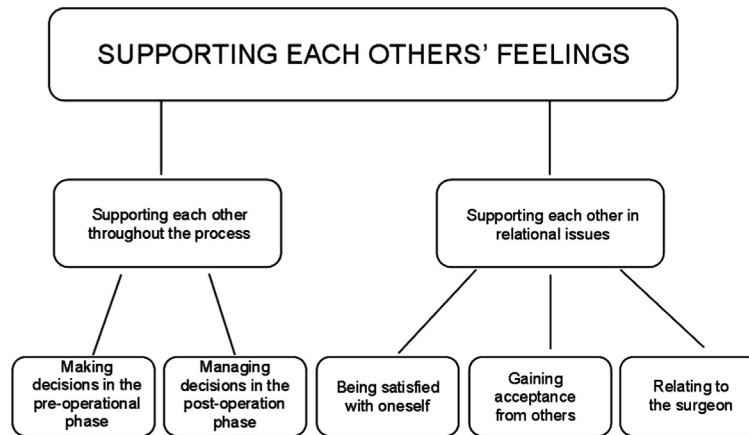 SUPPORTING EACH OTHERS' FEELINGS
Supporting each other
throughout the process
Supporting each other in
relational issues
Making
decisions in the
pre-operational
phase
Managing
decisions in the
post-operation
phase
Being satisfied
with oneself
Gaining
acceptance
from others
Relating to
the surgeon